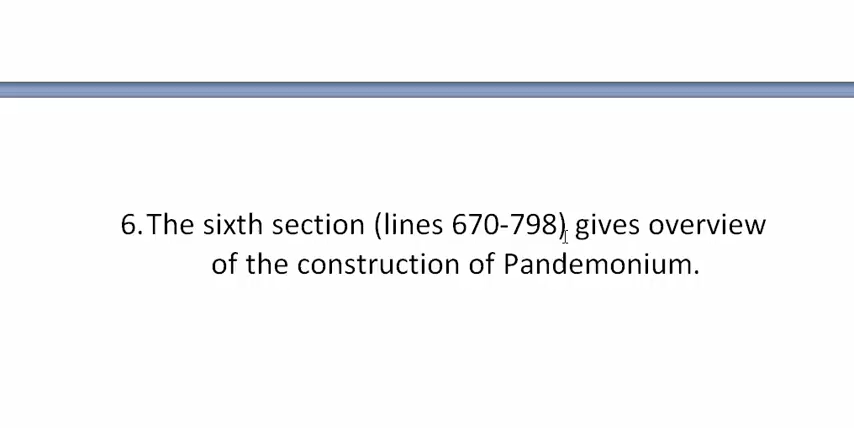 6.The sixth section (lines 670-798) gives overview
of the construction of Pandemonium.